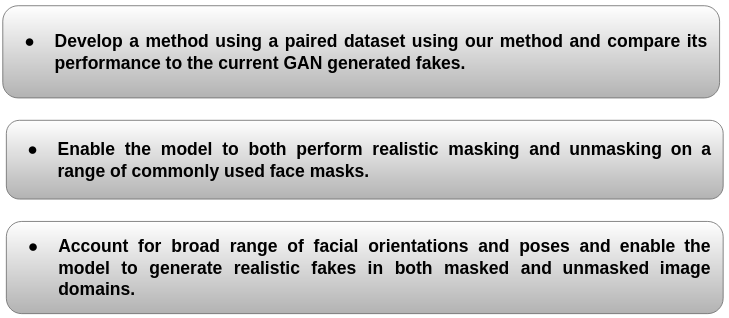 ● Develop a method using a paired dataset using our method and compare its
performance to the current GAN generated fakes.
● Enable the model to both perform realistic masking and unmasking on a
range of commonly used face masks.
● Account for broad range of facial orientations and poses and enable the
model to generate realistic fakes in both masked and unmasked image
domains.